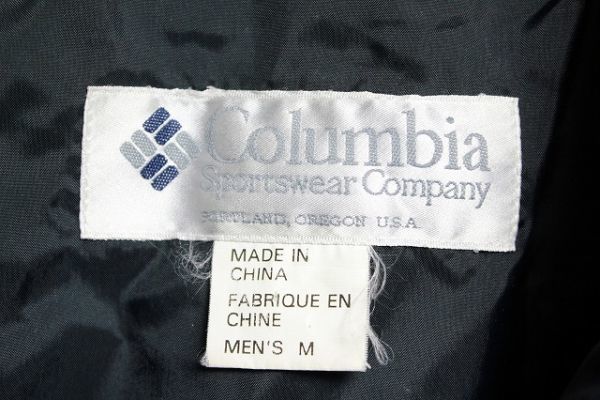 Columbia
Sportswear Company
PORTLAND, OREGON U.S.A.
MADE IN
CHINA
FABRIQUE EN
CHINE
MEN'S M